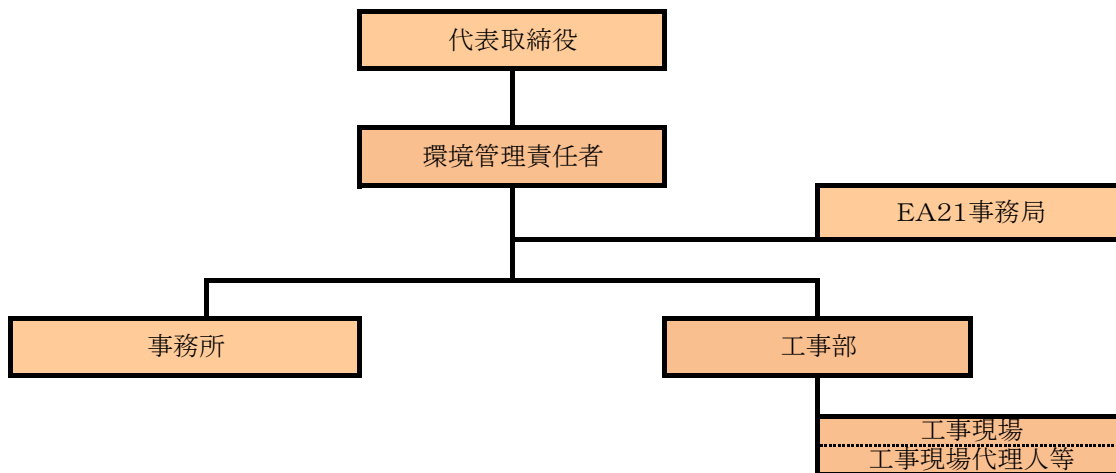 代表取締役
環境管理責任者
EA21事務局
事務所
工事部
工事現場
工事現場代理人等